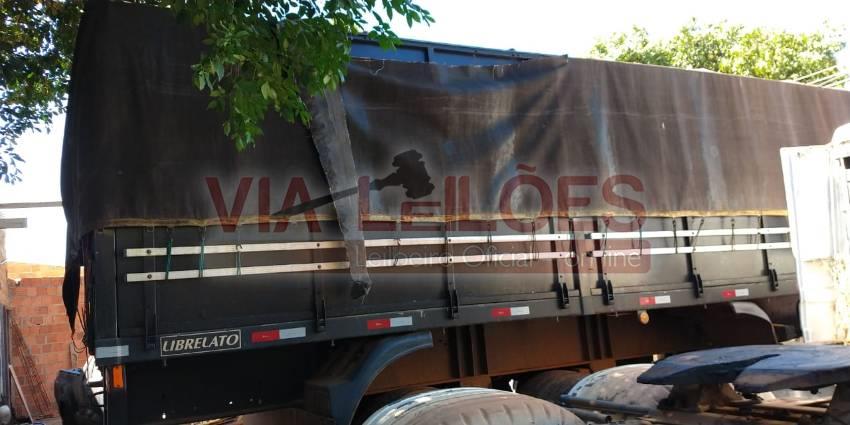 VIA LEILÕES
Leiloeiro Oficial - Online
LIBRELATO